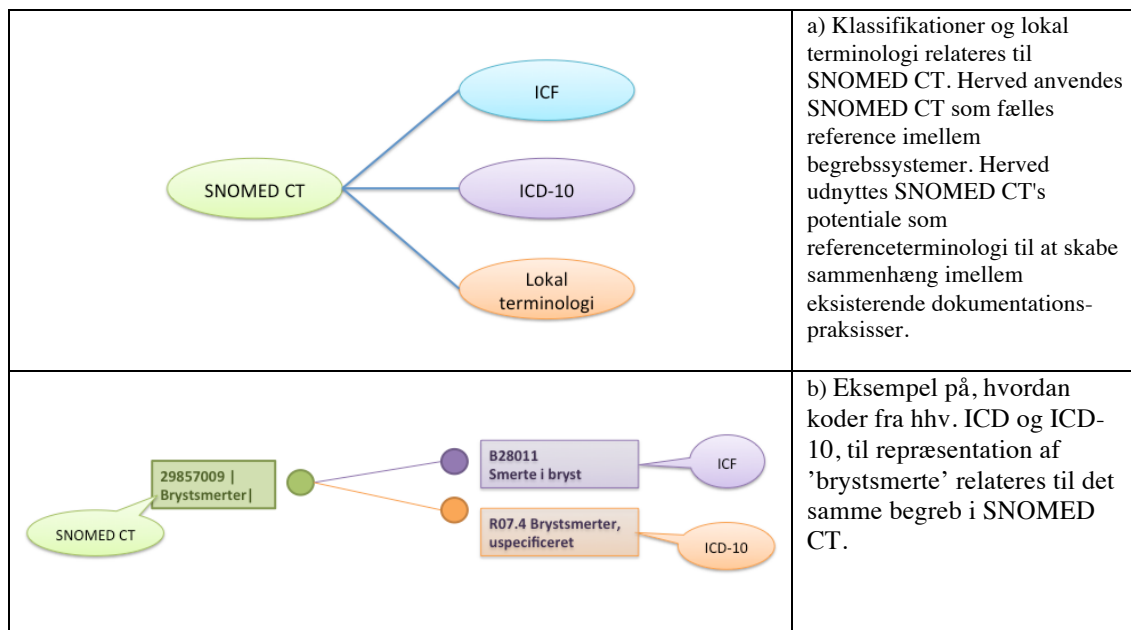 ICF
SNOMED CT
ICD-10
Lokal
terminologi
a) Klassifikationer og lokal
terminologi relateres til
SNOMED CT. Herved anvendes
SNOMED CT som fælles
reference imellem
begrebssystemer. Herved
udnyttes SNOMED CT's
potentiale som
referenceterminologi til at skabe
sammenhæng imellem
eksisterende dokumentations-
praksisser.
29857009 |
Brystsmerter|
SNOMED CT
B28011
Smerte i bryst
ICF
R07.4 Brystsmerter,
uspecificeret
ICD-10
b) Eksempel på, hvordan
koder fra hhv. ICD og ICD-
10, til repræsentation af
’brystsmerte’ relateres til det
samme begreb i SNOMED
CT.